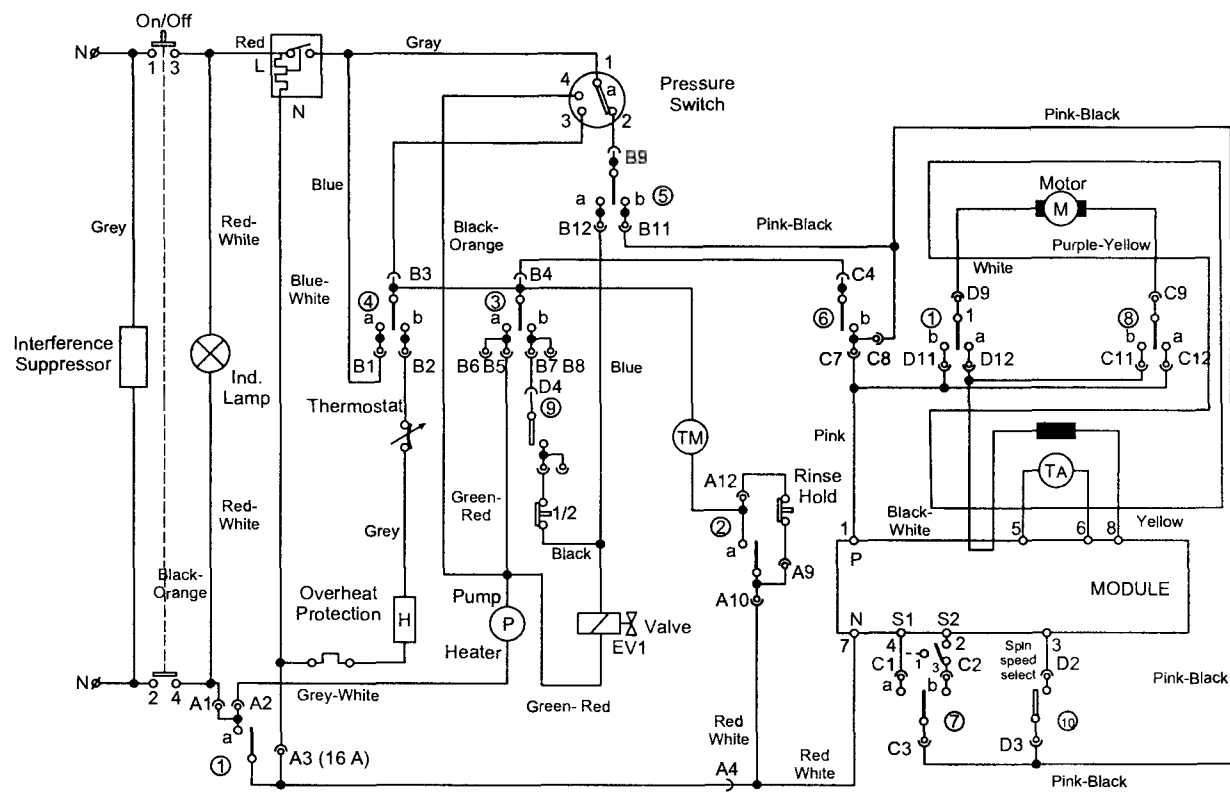 On/Off
N
1 3
Red
L
N
Gray
1
4
a
3
2
Pressure
Switch
B9
a
b
5
B12
B11
Pink-Black
Pink-Black
Motor
M
Purple-Yellow
White
Blue
Grey
Red-
White
Black-
Orange
Blue-
White
B3
B4
C4
D9
C9
4
a
b
3
a
b
6
b
1
1
b
a
8
b
a
B1
B2
B6
B5
B7
B8
C7
C8
D11
D12
C11
C12
Interference
Suppressor
Ind.
Lamp
Thermostat
D4
9
Blue
TM
Pink
TA
A12
Rinse
Hold
Red-
White
Green-
Red
1/2
Black
2
a
Black-
White
5
6
8
Yellow
1
P
Grey
Black-
Orange
Overheat
Protection
H
Pump
P
Heater
Valve
EV1
A9
A10
MODULE
N
7
S1
4
S2
2
3
1
3
C1
a
C2
b
Spin
speed
select
D2
N
2 4
A1
A2
Grey-White
Green- Red
Pink-Black
a
1
A3 (16 A)
Red
White
A4
Red
White
C3
7
D3
10
Pink-Black